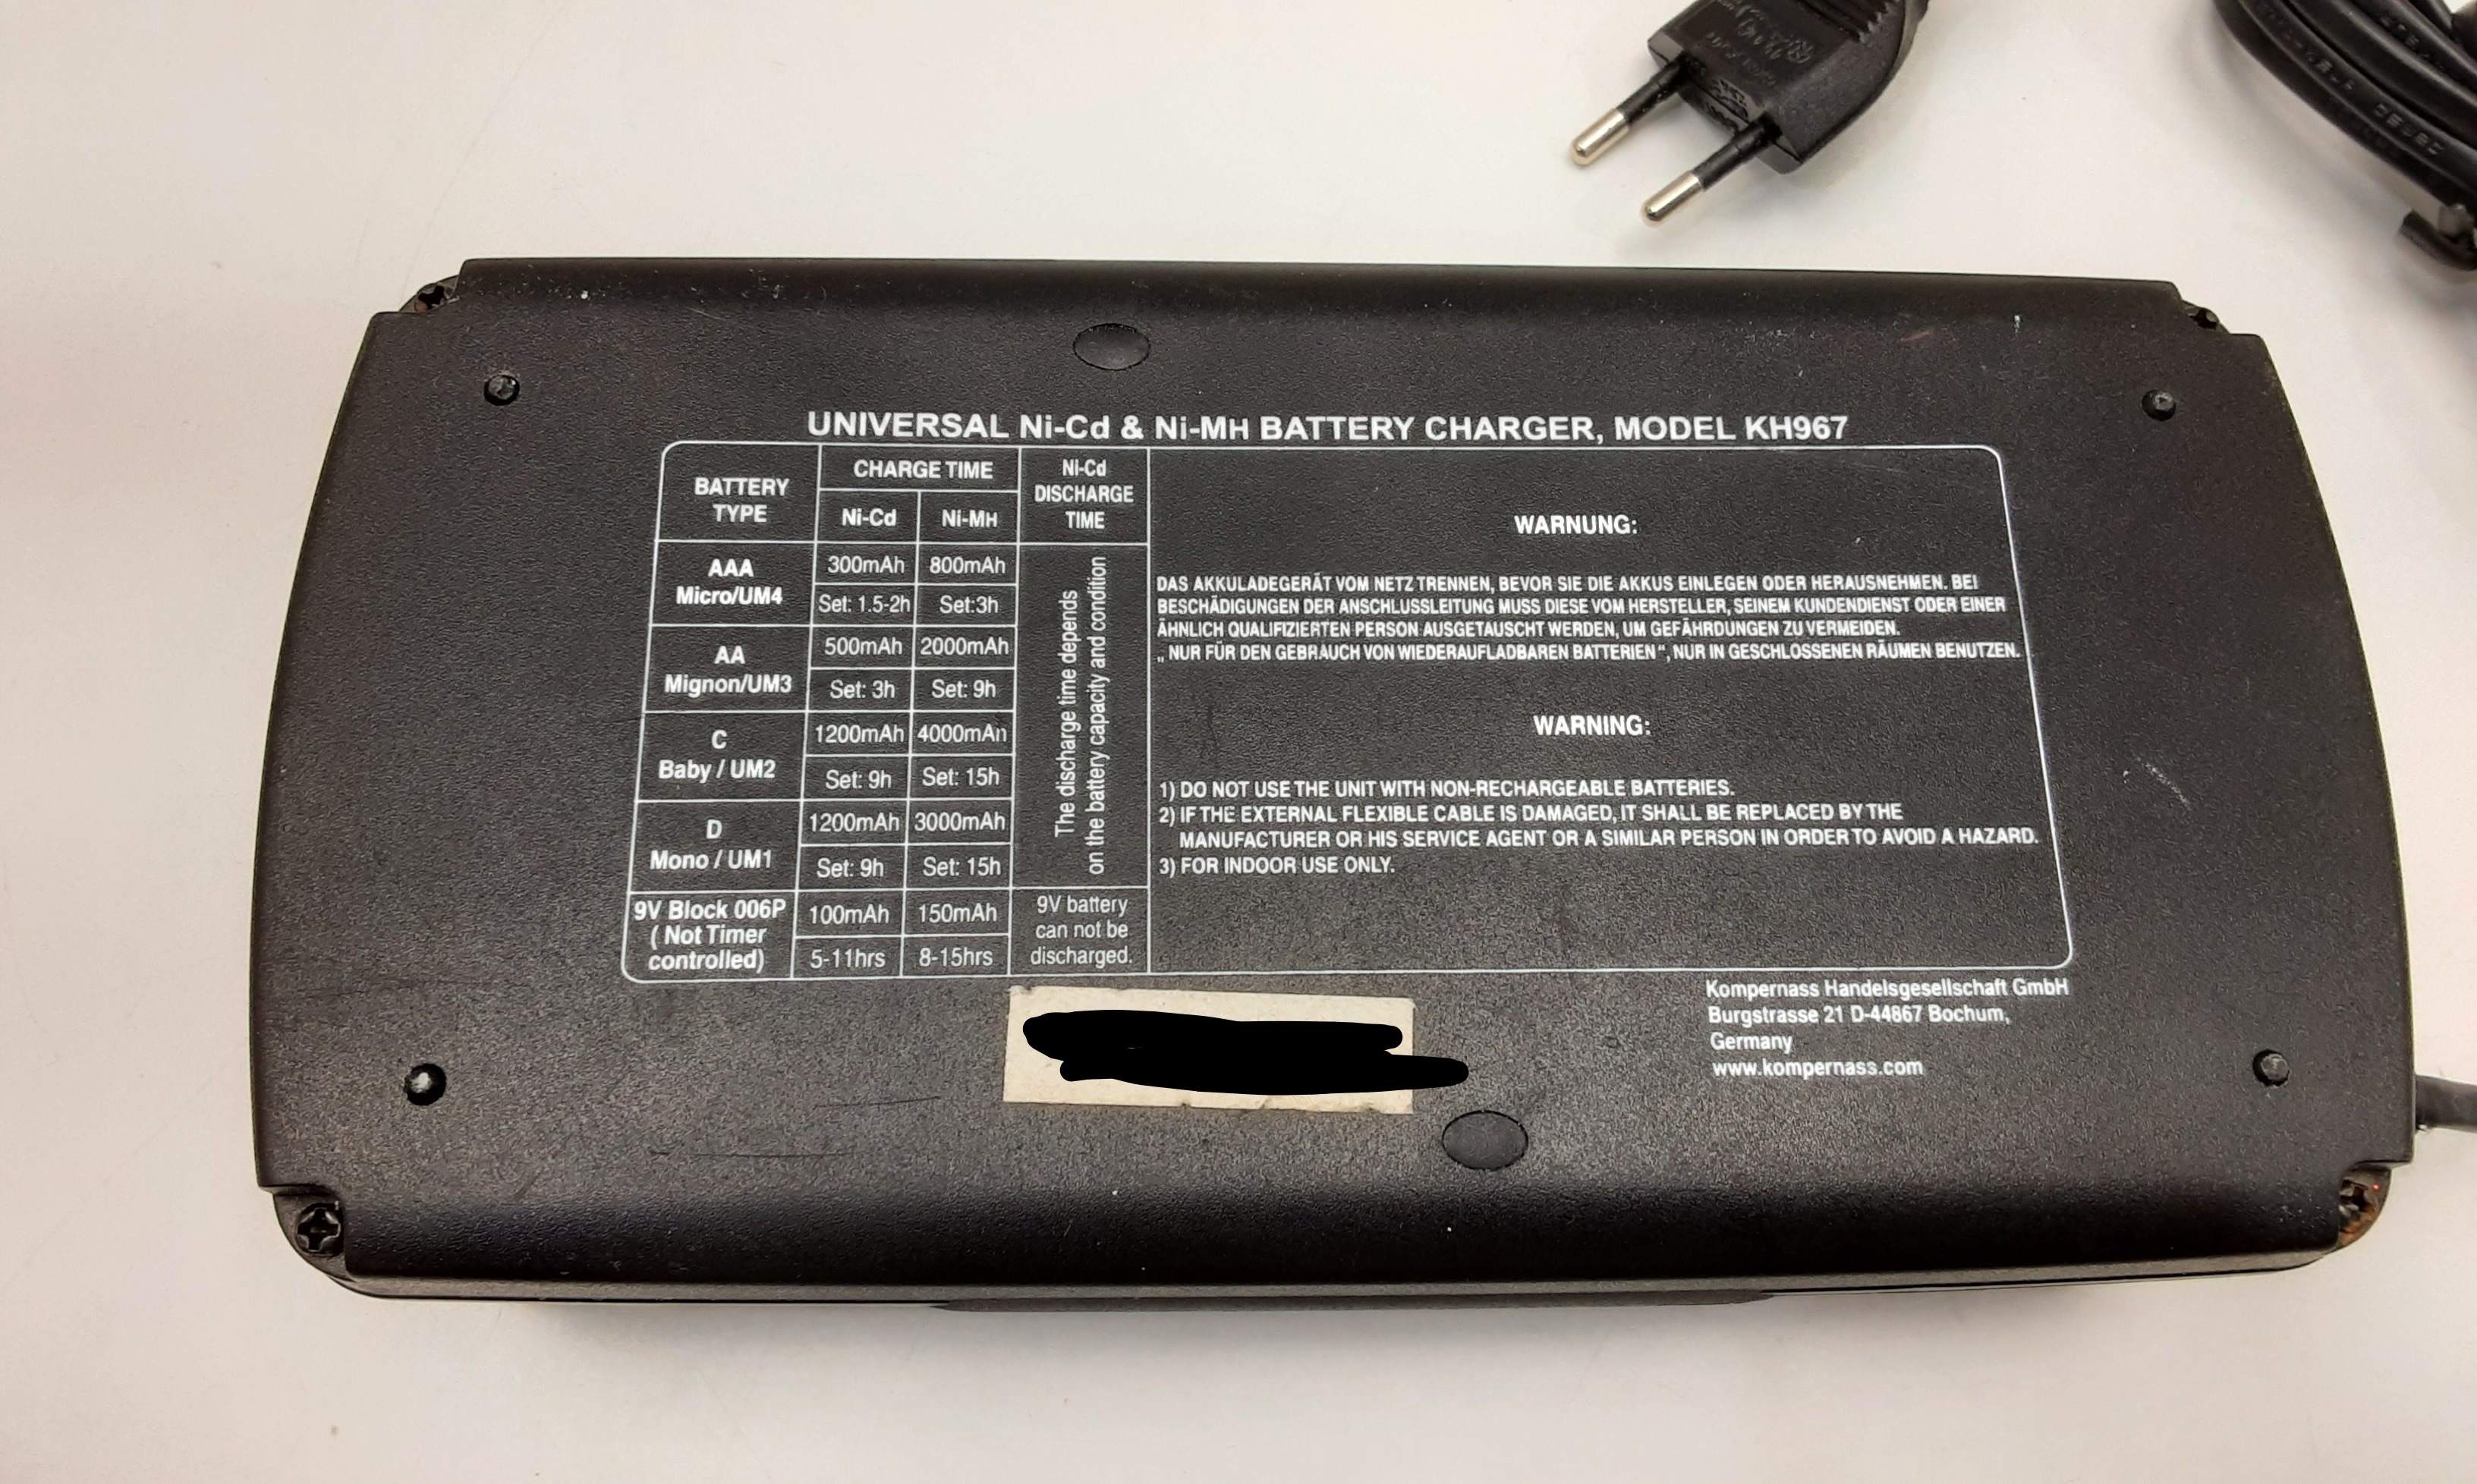 UNIVERSAL Ni-Cd & Ni-MH BATTERY CHARGER, MODEL KH967
BATTERY
TYPE
CHARGE TIME
Ni-Cd
Ni-MH
Ni-Cd
DISCHARGE
TIME
AAA
Micro/UM4
300mAh
800mAh
Set: 1.5-2h
Set:3h
AA
Mignon/UM3
500mAh
2000mAh
Set: 3h
Set: 9h
C
Baby / UM2
1200mAh
4000mAh
Set: 9h
Set: 15h
D
Mono / UM1
1200mAh
3000mAh
Set: 9h
Set: 15h
The discharge time depends
on the battery capacity and condition
9V Block 006P
( Not Timer
controlled)
100mAh
150mAh
5-11hrs
8-15hrs
9V battery
can not be
discharged.
WARNUNG:
DAS AKKULADEGERÄT VOM NETZ TRENNEN, BEVOR SIE DIE AKKUS EINLEGEN ODER HERAUSNEHMEN. BEI
BESCHÄDIGUNGEN DER ANSCHLUSSLEITUNG MUSS DIESE VOM HERSTELLER, SEINEM KUNDENDIENST ODER EINER
ÄHNLICH QUALIFIZIERTEN PERSON AUSGETAUSCHT WERDEN, UM GEFÄHRDUNGEN ZU VERMEIDEN.
„ NUR FÜR DEN GEBRAUCH VON WIEDERAUFLADBAREN BATTERIEN“, NUR IN GESCHLOSSENEN RÄUMEN BENUTZEN.
WARNING:
1) DO NOT USE THE UNIT WITH NON-RECHARGEABLE BATTERIES.
2) IF THE EXTERNAL FLEXIBLE CABLE IS DAMAGED, IT SHALL BE REPLACED BY THE
MANUFACTURER OR HIS SERVICE AGENT OR A SIMILAR PERSON IN ORDER TO AVOID A HAZARD.
3) FOR INDOOR USE ONLY.
Kompernass Handelsgesellschaft GmbH
Burgstrasse 21 D-44867 Bochum,
Germany
www.kompernass.com